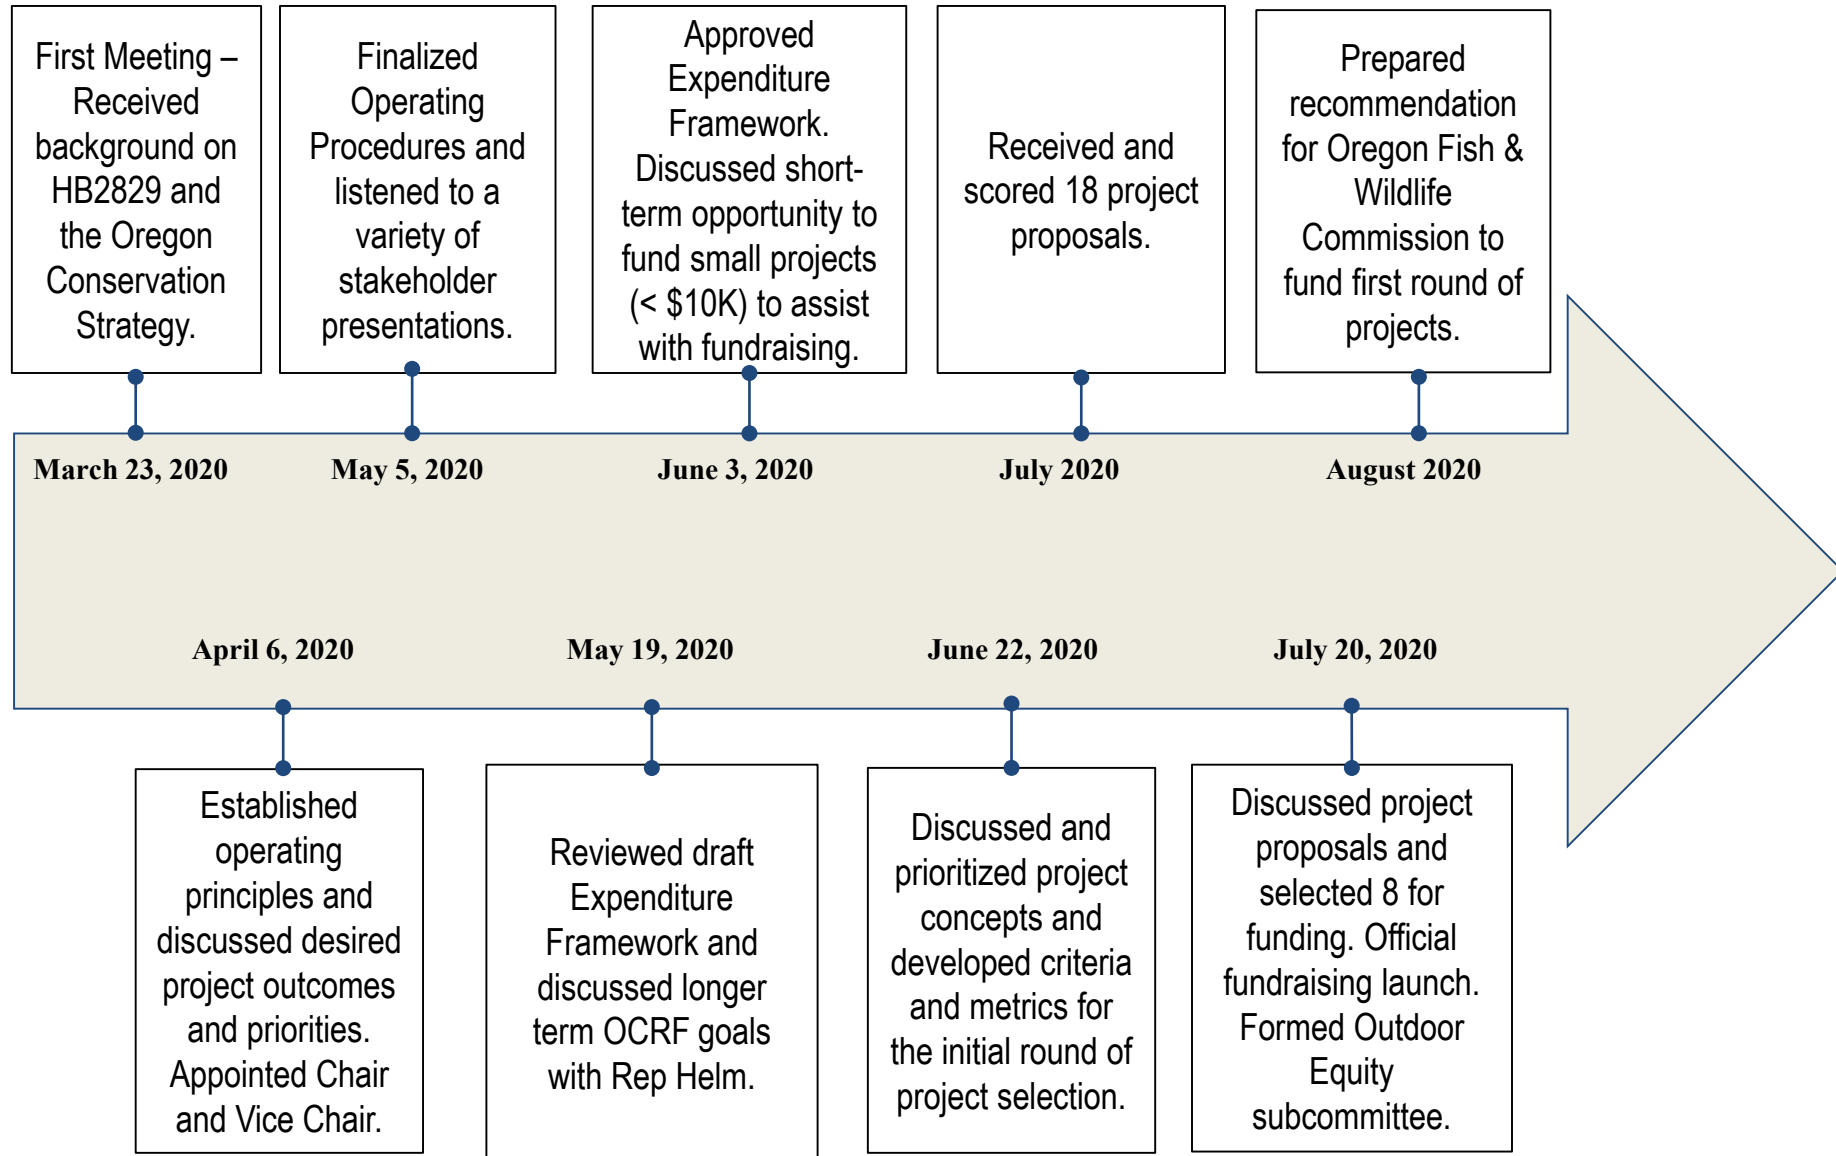 First Meeting –
Received
background on
HB2829 and
the Oregon
Conservation
Strategy.
Finalized
Operating
Procedures and
listened to a
variety of
stakeholder
presentations.
Approved
Expenditure
Framework.
Discussed short-
term opportunity to
fund small projects
(< $10K) to assist
with fundraising.
Received and
scored 18 project
proposals.
Prepared
recommendation
for Oregon Fish &
Wildlife
Commission to
fund first round of
projects.
March 23, 2020
May 5, 2020
June 3, 2020
July 2020
August 2020
April 6, 2020
May 19, 2020
June 22, 2020
July 20, 2020
Established
operating
principles and
discussed desired
project outcomes
and priorities.
Appointed Chair
and Vice Chair.
Reviewed draft
Expenditure
Framework and
discussed longer
term OCRF goals
with Rep Helm.
Discussed and
prioritized project
concepts and
developed criteria
and metrics for
the initial round of
project selection.
Discussed project
proposals and
selected 8 for
funding. Official
fundraising launch.
Formed Outdoor
Equity
subcommittee.